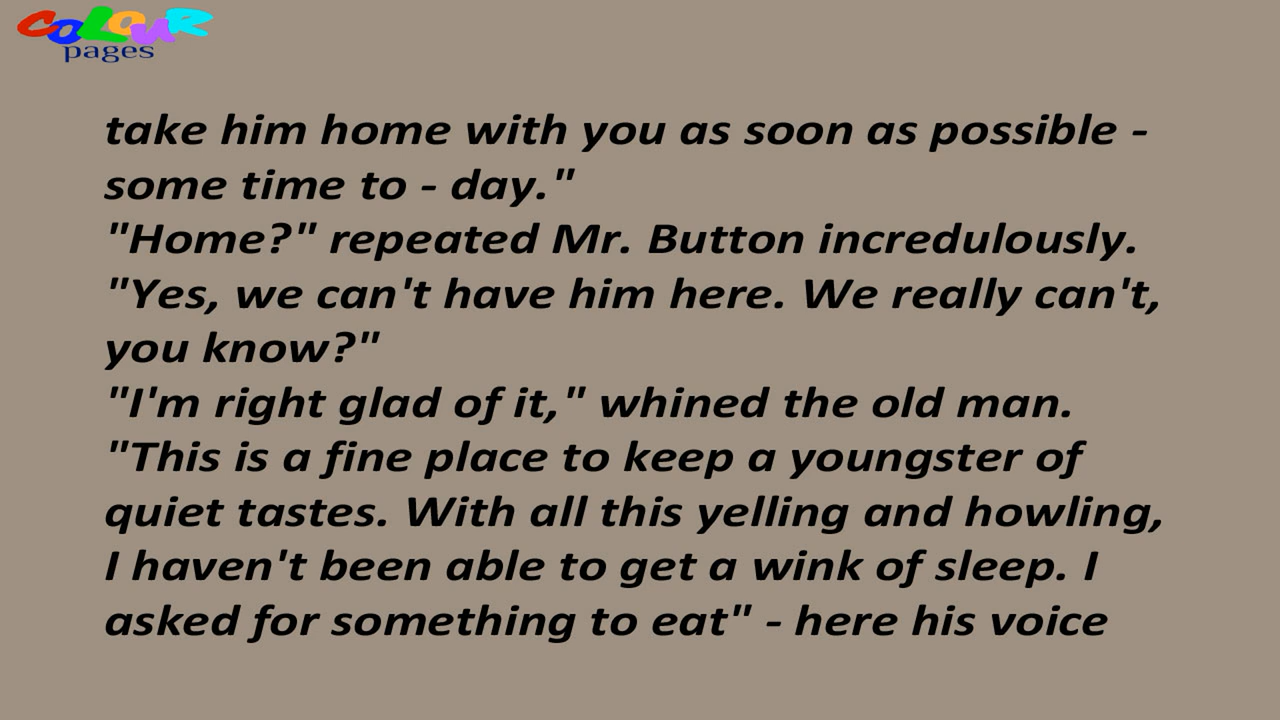 COLOUR
pages
take him home with you as soon as possible -
some time to - day."
"Home?" repeated Mr. Button incredulously.
"Yes, we can't have him here. We really can't,
you know?"
"I'm right glad of it," whined the old man.
"This is a fine place to keep a youngster of
quiet tastes. With all this yelling and howling,
I haven't been able to get a wink of sleep. I
asked for something to eat" - here his voice